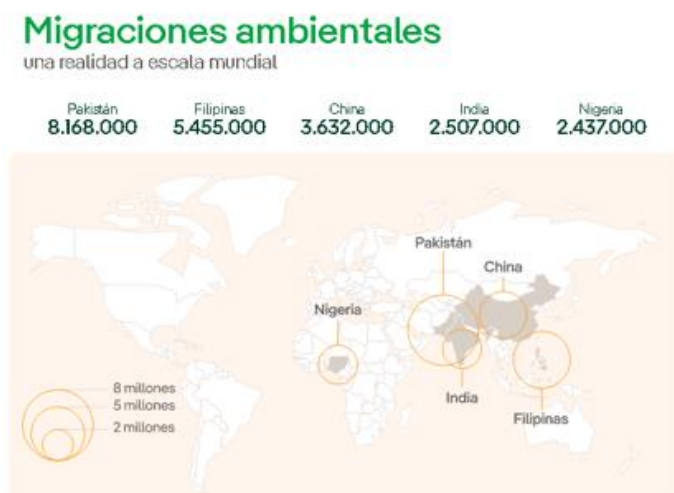 Migraciones ambientales
una realidad a escala mundial
Pakistán Filipinas China India Nigeria
8.168.000 5.455.000 3.632.000 2.507.000 2.437.000
Pakistán
China
Nigeria
8 millones
5 millones
India
2 millones
Filipinas